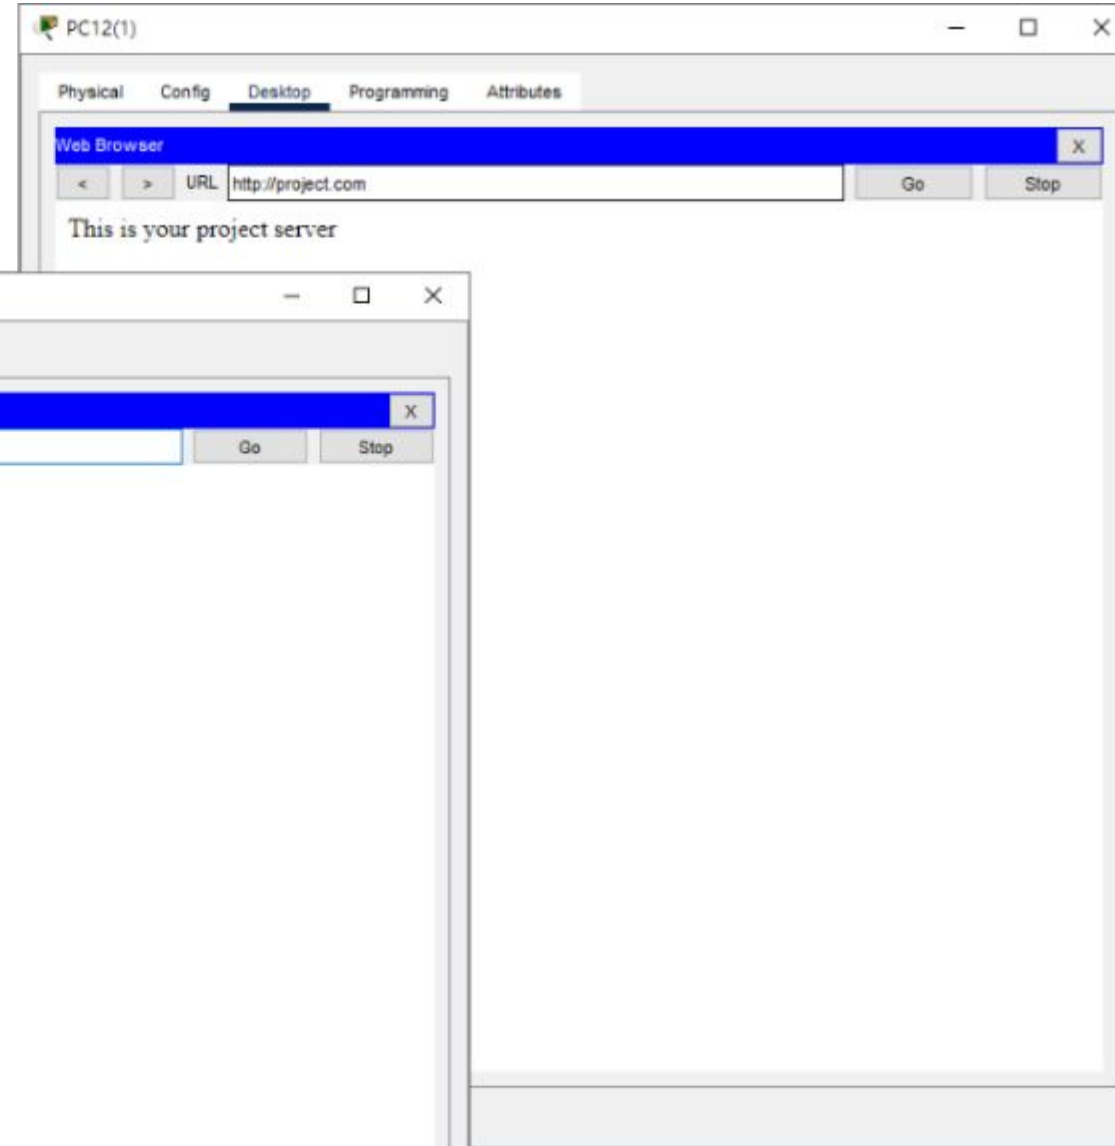 PC12(1)
Physical Config Desktop Programming Attributes
Web Browser X
< > URL http://project.com Go Stop
This is your project server
X
Go Stop